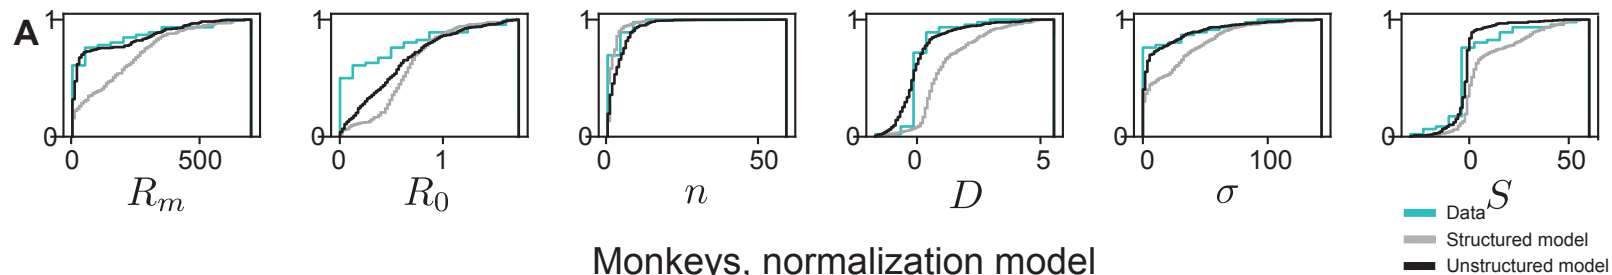 A
1 1 1 1 1 1
0 0 0 0 0 0
0 500 0 1 0 50 0 5 0 100 0 50
R_m R_0 n D σ S
Data
Structured model
Unstructured model
Monkeys, normalization model